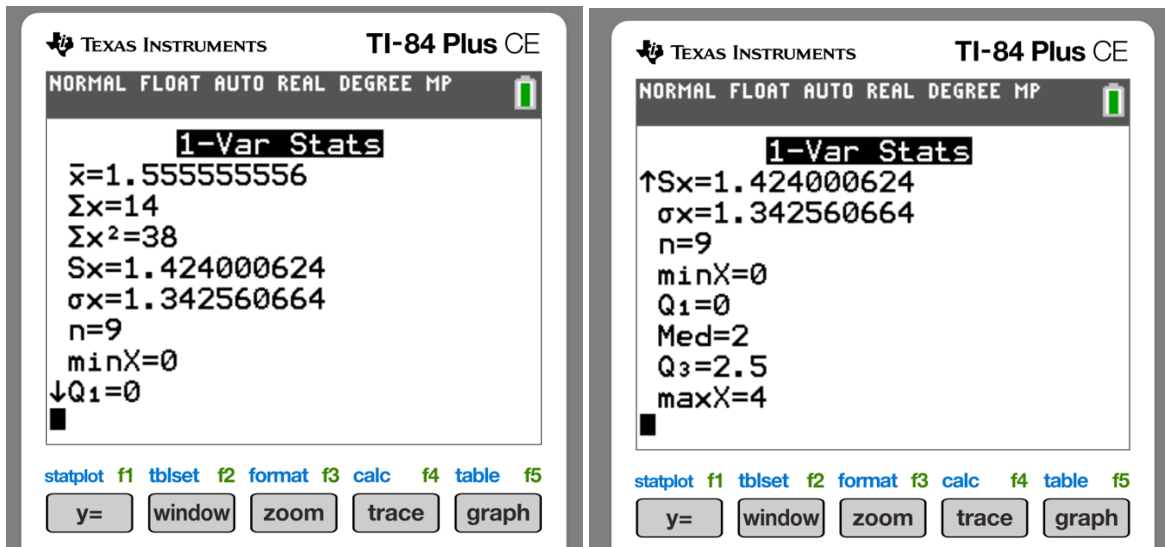 TEXAS INSTRUMENTS TI-84 Plus CE
NORMAL FLOAT AUTO REAL DEGREE MP
1-Var Stats
x̄=1.555555556
Σx=14
Σx²=38
Sx=1.424000624
σx=1.342560664
n=9
minX=0
↓Q₁=0
statplot f1 tblset f2 format f3 calc f4 table f5
y= window zoom trace graph
TEXAS INSTRUMENTS TI-84 Plus CE
NORMAL FLOAT AUTO REAL DEGREE MP
1-Var Stats
↑Sx=1.424000624
σx=1.342560664
n=9
minX=0
Q₁=0
Med=2
Q₃=2.5
maxX=4
statplot f1 tblset f2 format f3 calc f4 table f5
y= window zoom trace graph